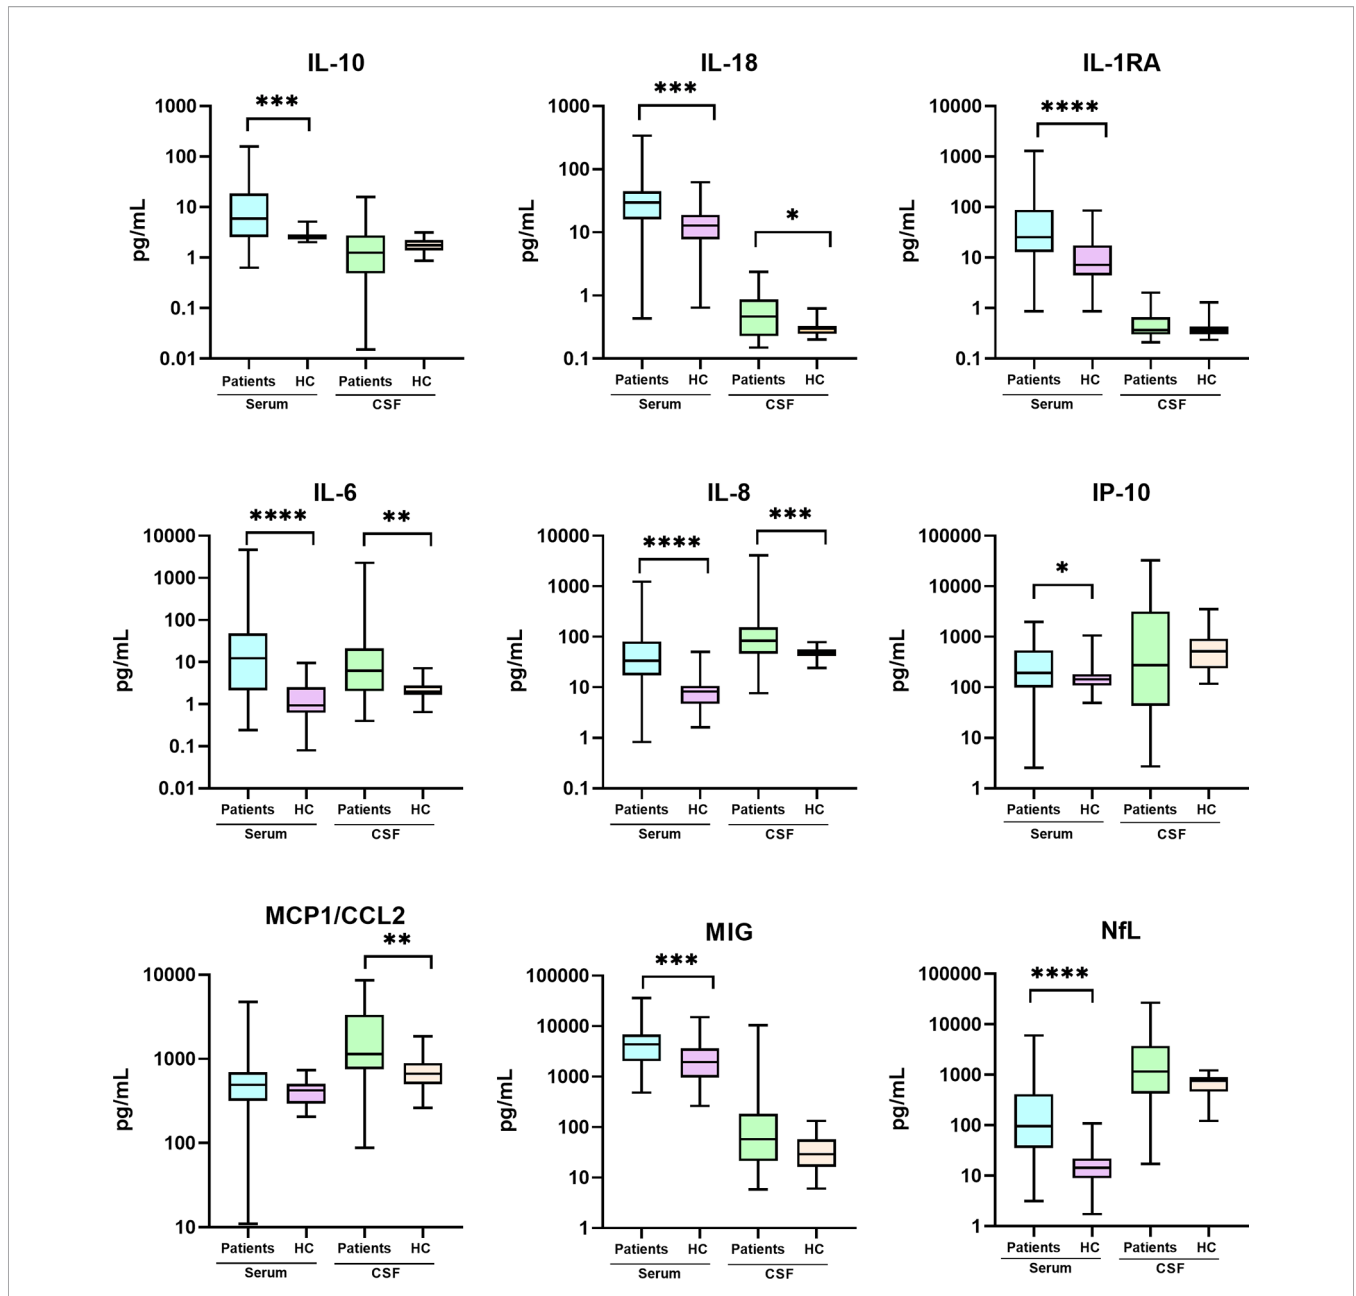 IL-10
***
1000
100
10
1
0.1
0.01
pg/mL
Patients HC Patients HC
Serum CSF
IL-18
***
*
1000
100
10
1
0.1
pg/mL
Patients HC Patients HC
Serum CSF
IL-1RA
****
10000
1000
100
10
1
0.1
pg/mL
Patients HC Patients HC
Serum CSF
IL-6
**** **
10000
1000
100
10
1
0.1
0.01
pg/mL
Patients HC Patients HC
Serum CSF
IL-8
**** ***
10000
1000
100
10
1
0.1
pg/mL
Patients HC Patients HC
Serum CSF
IP-10
*
100000
10000
1000
100
10
1
pg/mL
Patients HC Patients HC
Serum CSF
MCP1/CCL2
**
10000
1000
100
10
pg/mL
Patients HC Patients HC
Serum CSF
MIG
***
100000
10000
1000
100
10
1
pg/mL
Patients HC Patients HC
Serum CSF
NfL
****
100000
10000
1000
100
10
1
pg/mL
Patients HC Patients HC
Serum CSF